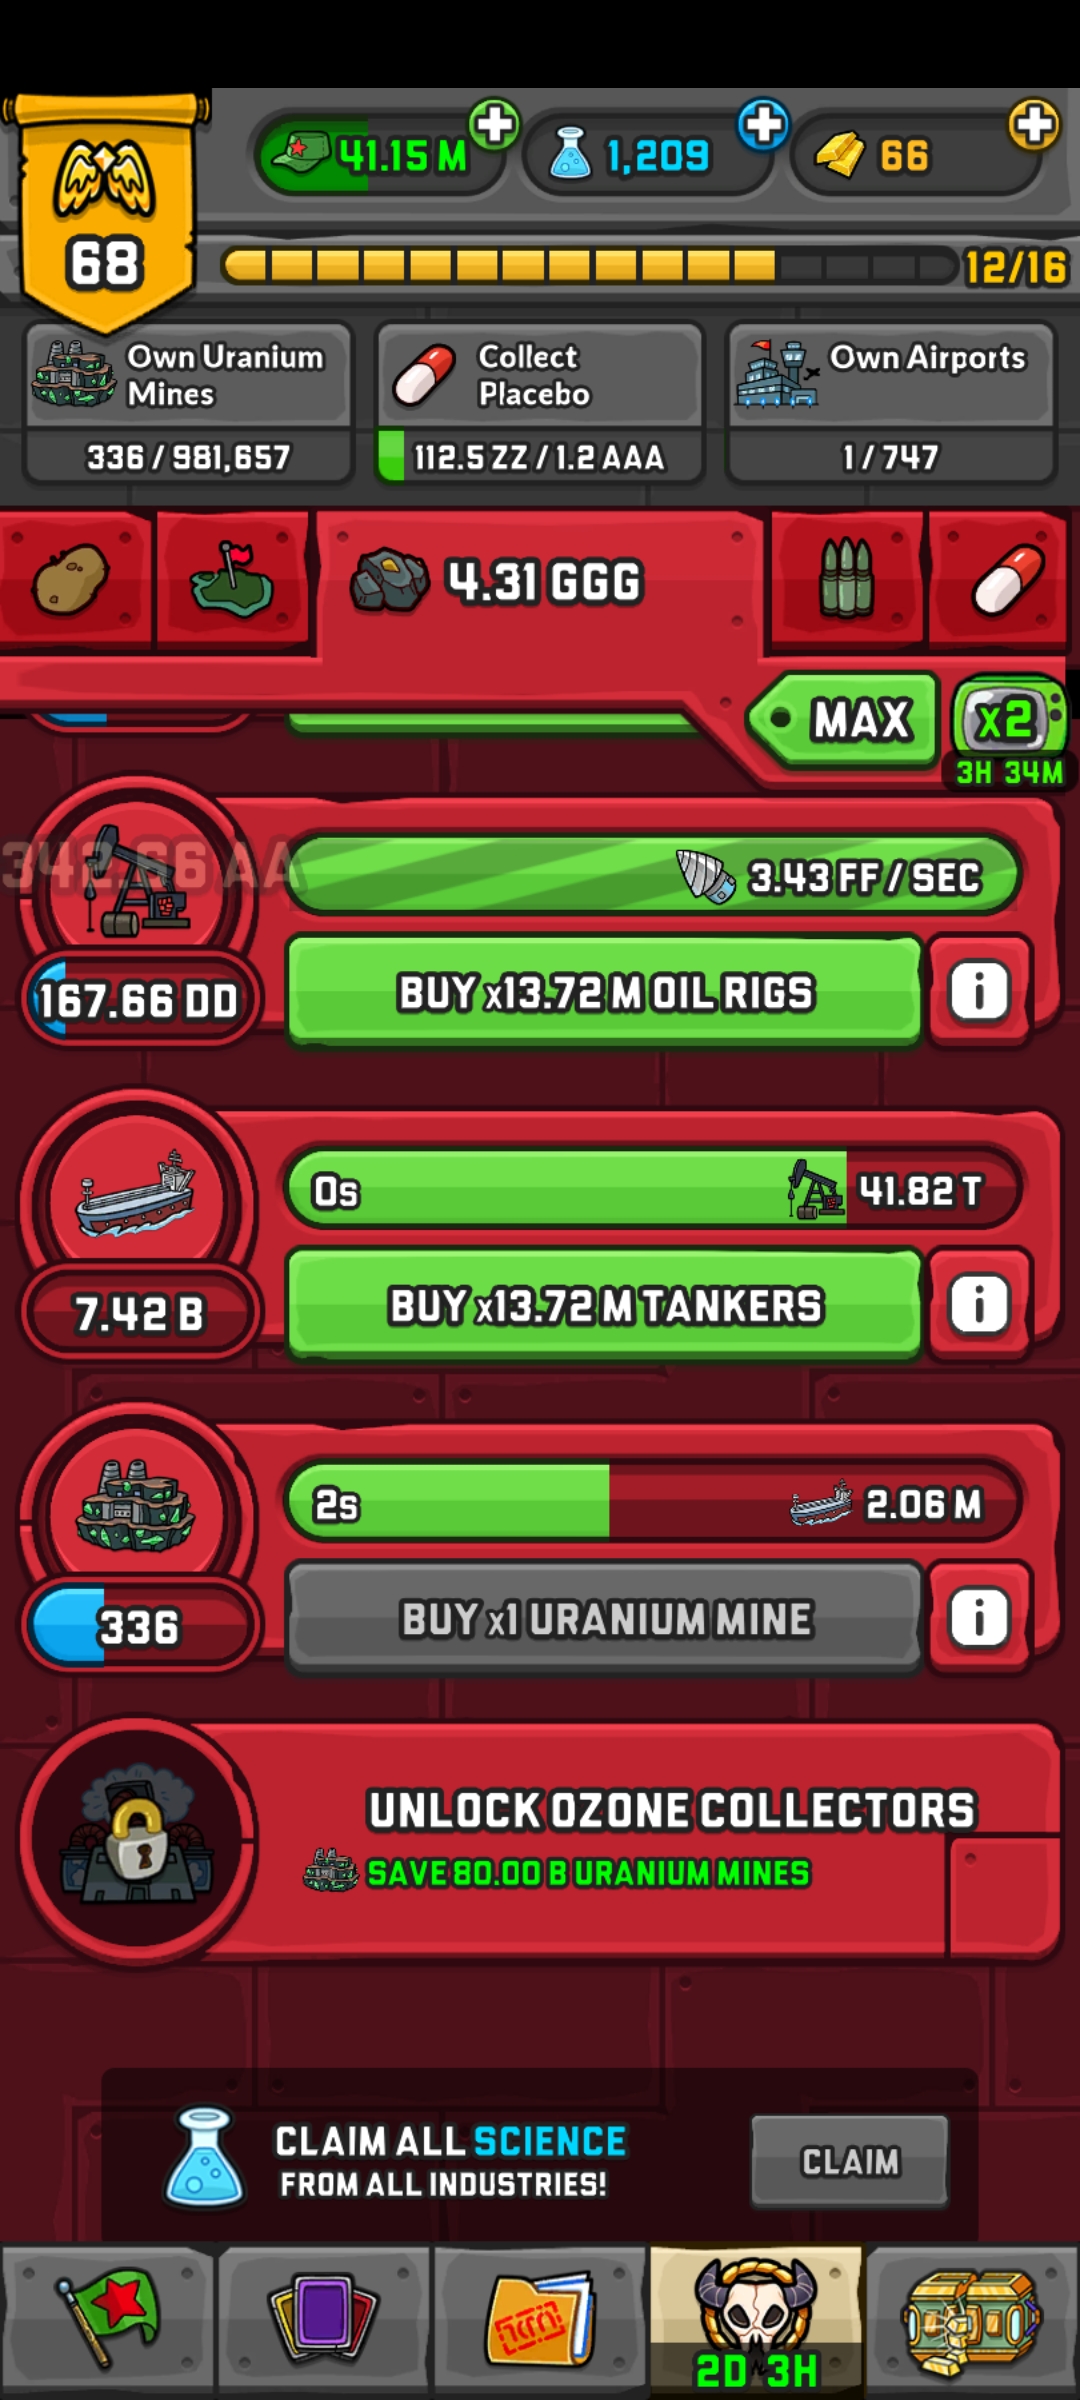 41.15 M
1,209
66
68
12/16
Own Uranium
Mines
336 / 981,657
Collect
Placebo
112.5 ZZ / 1.2 AAA
Own Airports
1 / 747
4.31 GGG
MAX
x2
3H 34M
342.66 AA
3.43 FF / SEC
167.66 DD
BUY x13.72 M OIL RIGS
i
0s
41.82 T
7.42 B
BUY x13.72 M TANKERS
i
2s
2.06 M
336
BUY x1 URANIUM MINE
i
UNLOCK OZONE COLLECTORS
SAVE 80.00 B URANIUM MINES
CLAIM ALL SCIENCE
FROM ALL INDUSTRIES!
CLAIM
2D 3H